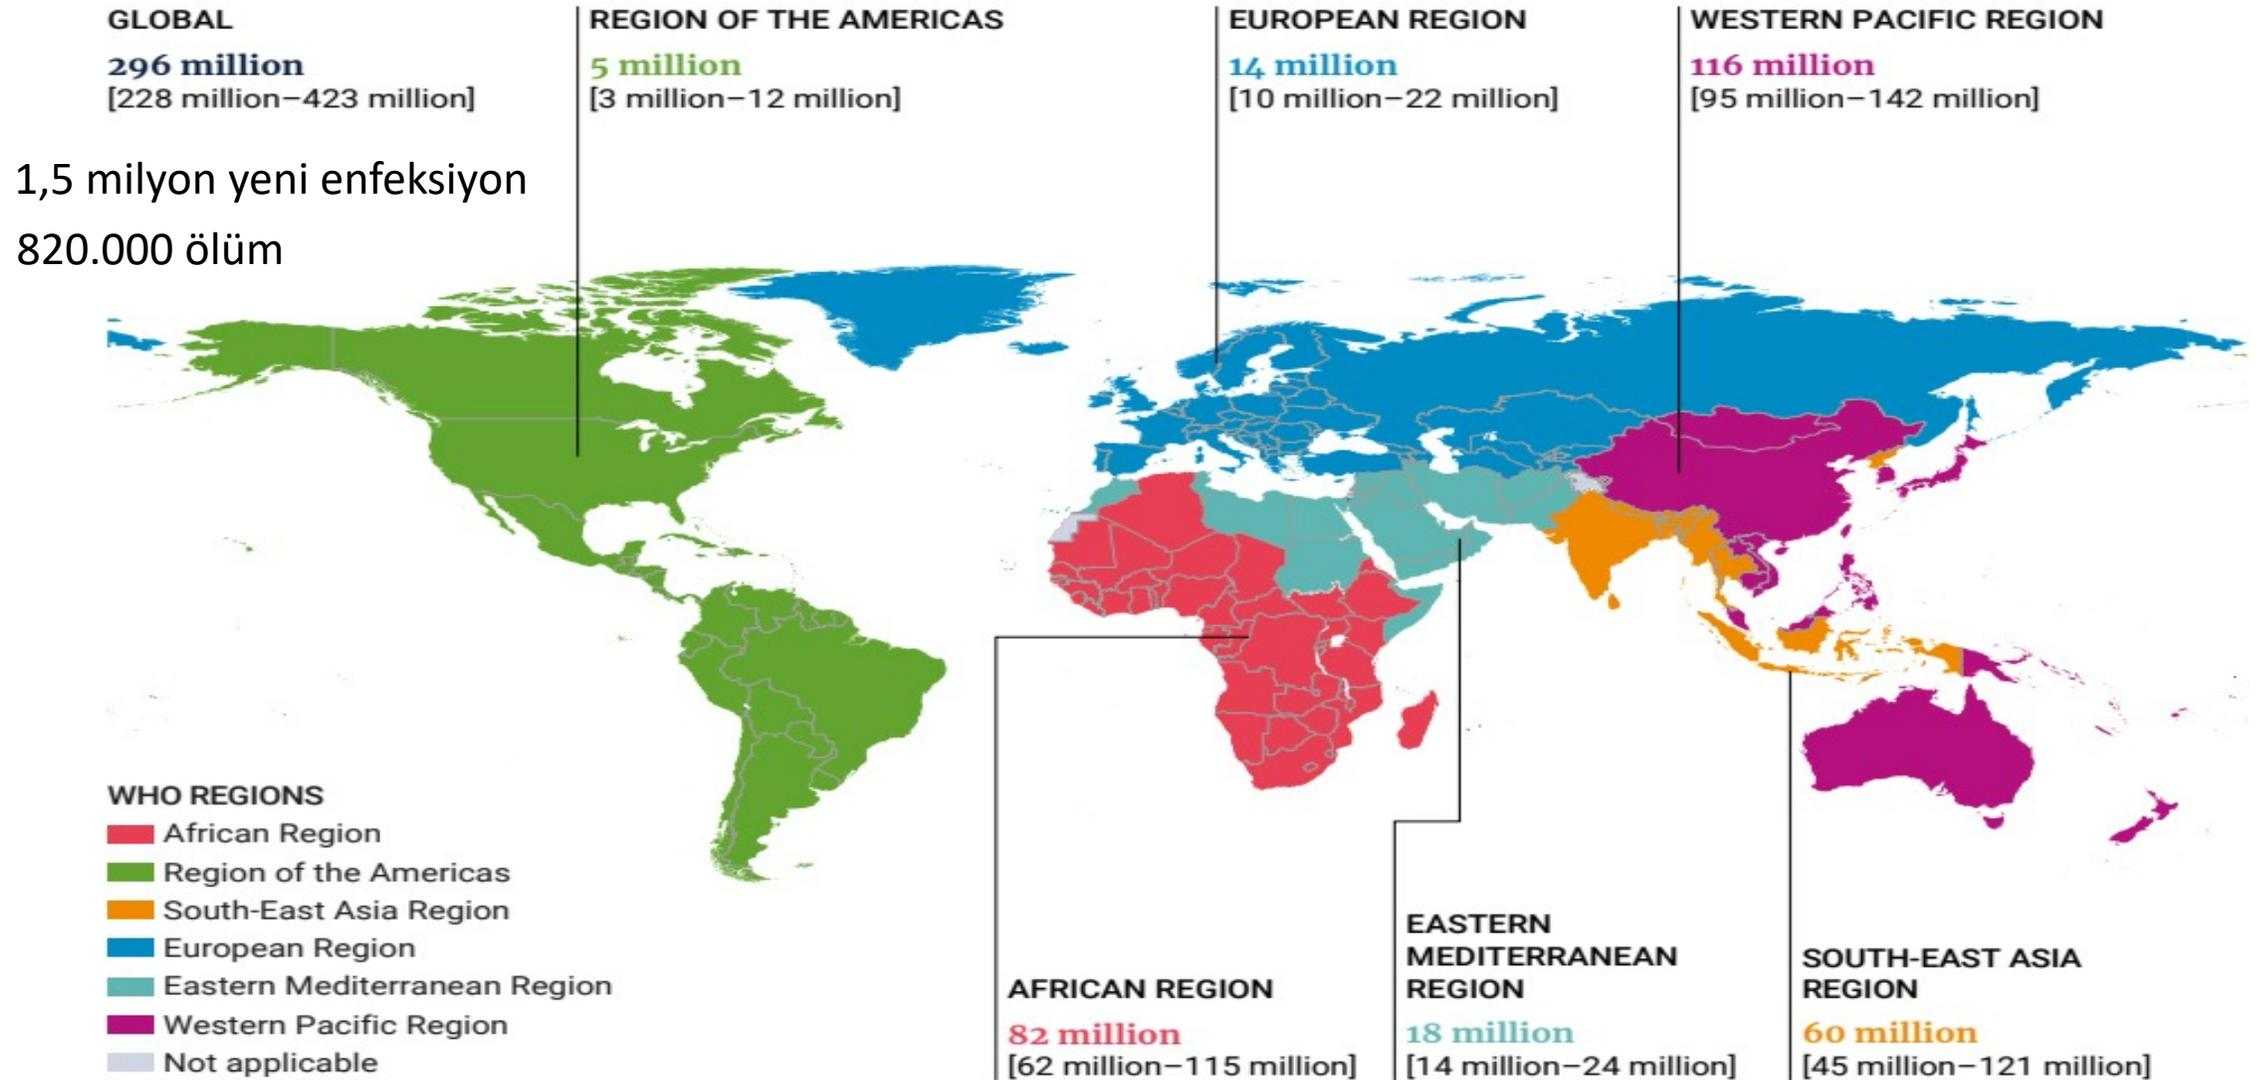 GLOBAL
296 million
[228 million–423 million]
REGION OF THE AMERICAS
5 million
[3 million–12 million]
EUROPEAN REGION
14 million
[10 million–22 million]
WESTERN PACIFIC REGION
116 million
[95 million–142 million]
1,5 milyon yeni enfeksiyon
820.000 ölüm
WHO REGIONS
African Region
Region of the Americas
South-East Asia Region
European Region
Eastern Mediterranean Region
Western Pacific Region
Not applicable
AFRICAN REGION
82 million
[62 million–115 million]
EASTERN
MEDITERRANEAN
REGION
18 million
[14 million–24 million]
SOUTH-EAST ASIA
REGION
60 million
[45 million–121 million]